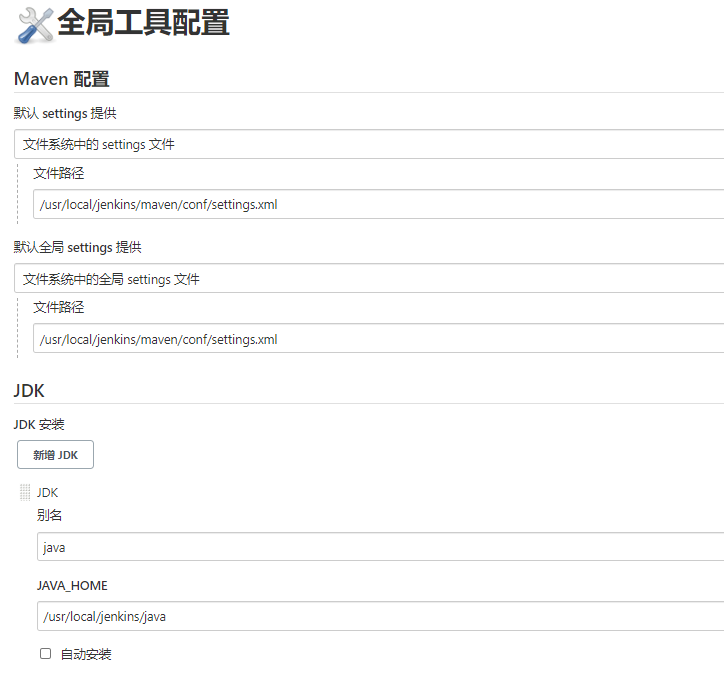 全局工具配置
Maven 配置
默认 settings 提供
文件系统中的 settings 文件
文件路径
/usr/local/jenkins/maven/conf/settings.xml
默认全局 settings 提供
文件系统中的全局 settings 文件
文件路径
/usr/local/jenkins/maven/conf/settings.xml
JDK
JDK 安装
新增 JDK
JDK
别名
java
JAVA_HOME
/usr/local/jenkins/java
自动安装